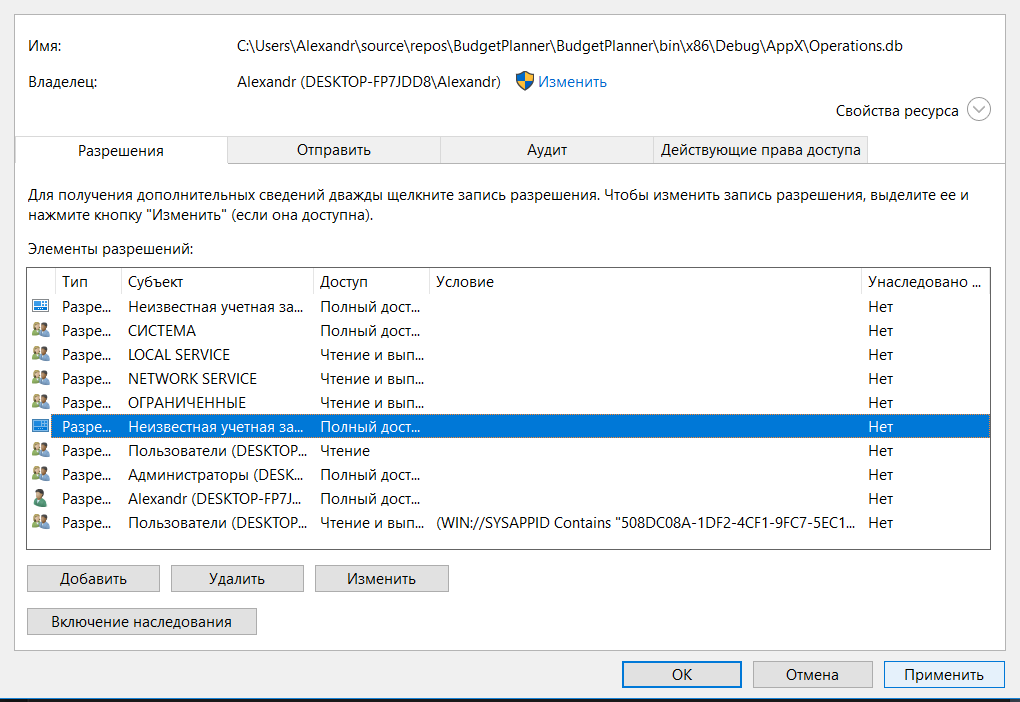 Имя: C:\Users\Alexandr\source\repos\BudgetPlanner\BudgetPlanner\bin\x86\Debug\AppX\Operations.db
Владелец: Alexandr (DESKTOP-FP7JDD8\Alexandr) Изменить
Свойства ресурса
Разрешения Отправить Аудит Действующие права доступа
Для получения дополнительных сведений дважды щелкните запись разрешения. Чтобы изменить запись разрешения, выделите ее и
нажмите кнопку "Изменить" (если она доступна).
Элементы разрешений:
Тип Субъект Доступ Условие Унаследовано ...
Разре... Неизвестная учетная за... Полный дост... Нет
Разре... СИСТЕМА Полный дост... Нет
Разре... LOCAL SERVICE Чтение и вып... Нет
Разре... NETWORK SERVICE Чтение и вып... Нет
Разре... ОГРАНИЧЕННЫЕ Чтение и вып... Нет
Разре... Неизвестная учетная за... Полный дост... Нет
Разре... Пользователи (DESKTOP... Чтение Нет
Разре... Администраторы (DESK... Полный дост... Нет
Разре... Alexandr (DESKTOP-FP7J... Полный дост... Нет
Разре... Пользователи (DESKTOP... Чтение и вып... (WIN://SYSAPPID Contains "508DC08A-1DF2-4CF1-9FC7-5EC1... Нет
Добавить Удалить Изменить
Включение наследования
ОК Отмена Применить